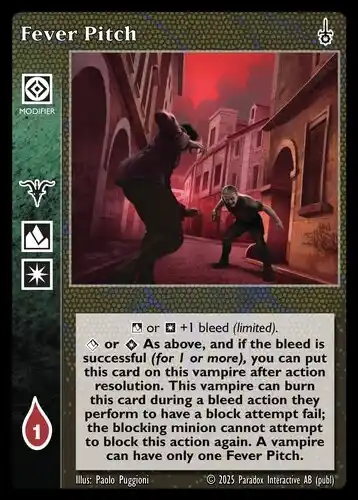 Fever Pitch
MODIFIER
or +1 bleed (limited).
or As above, and if the bleed is
successful (for 1 or more), you can put
this card on this vampire after action
resolution. This vampire can burn
this card during a bleed action they
perform to have a block attempt fail;
the blocking minion cannot attempt
to block this action again. A vampire
can have only one Fever Pitch.
1
Illus: Paolo Puggioni © 2025 Paradox Interactive AB (publ)